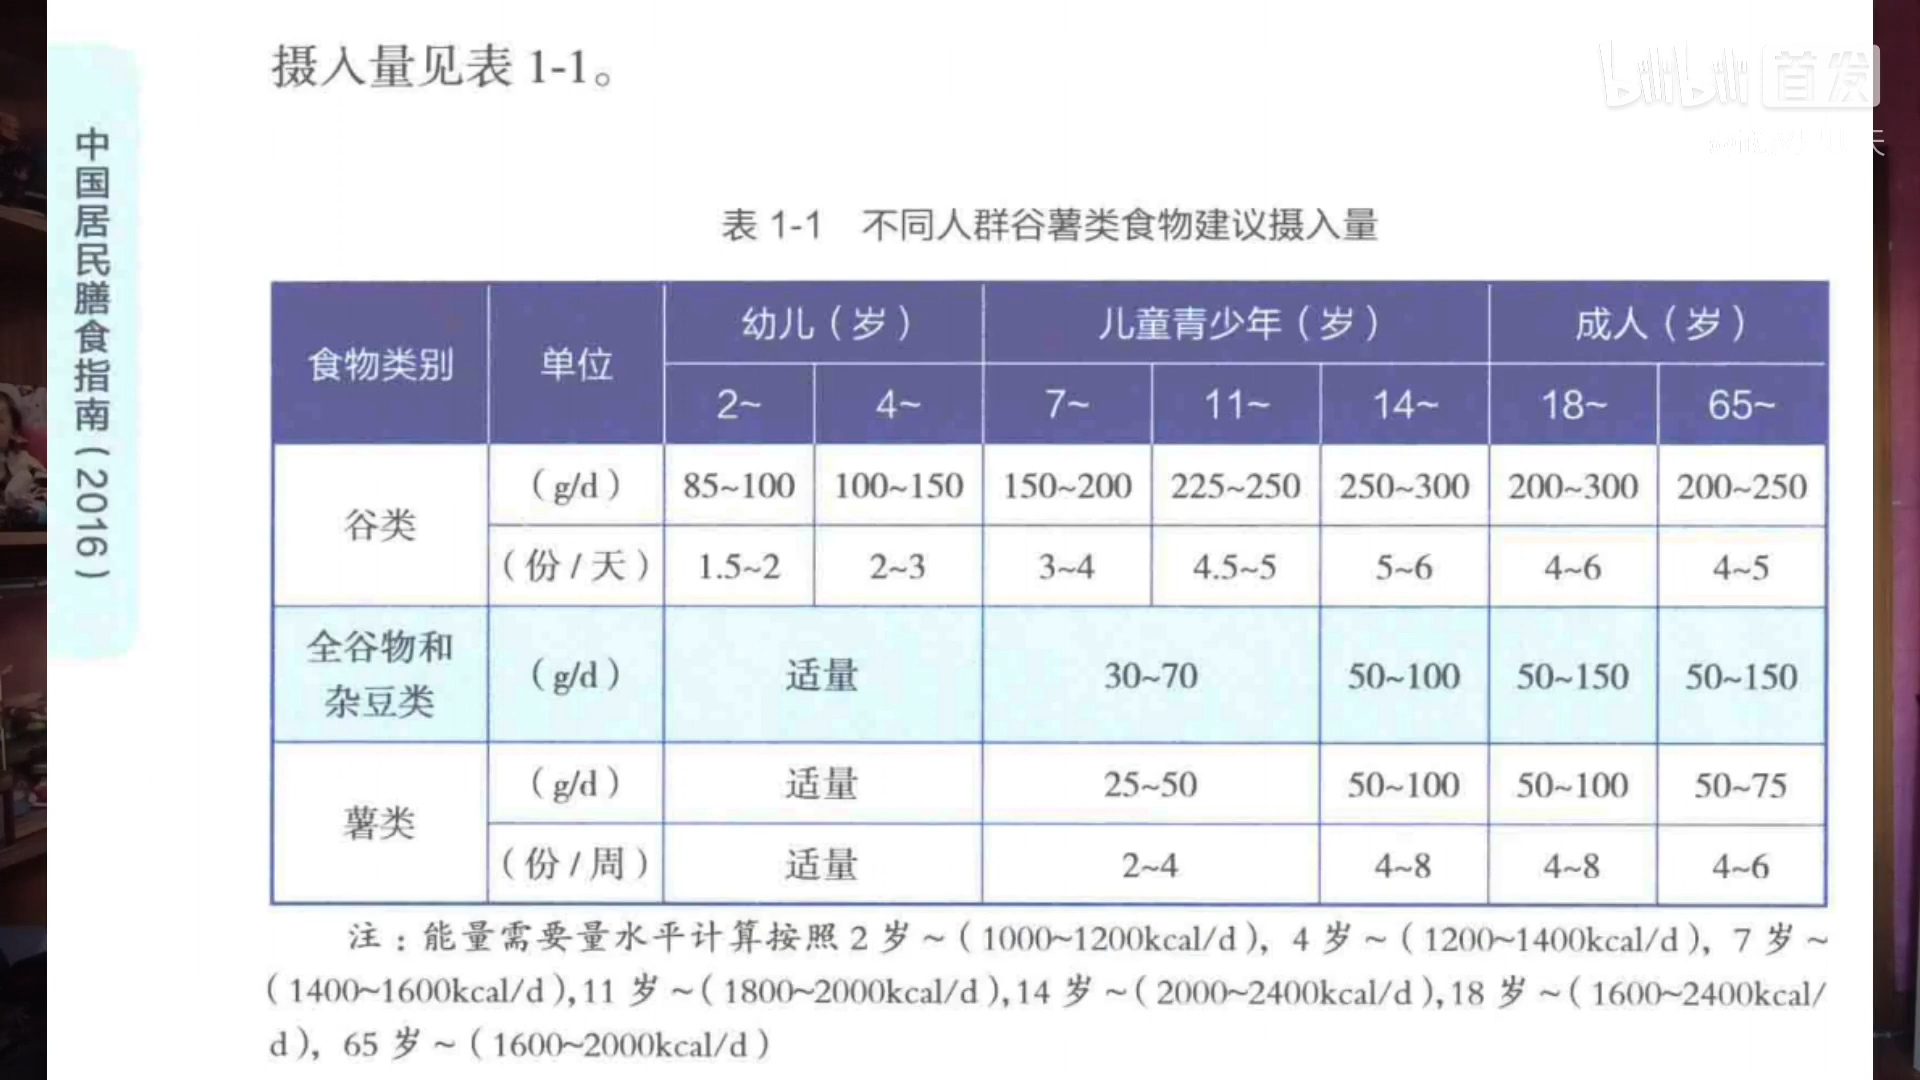 摄入量见表 1-1。
bilibili 首发
中国居民膳食指南(2016)
表 1-1 不同人群谷薯类食物建议摄入量
食物类别 单位 幼儿(岁) 儿童青少年(岁) 成人(岁)
2~ 4~ 7~ 11~ 14~ 18~ 65~
谷类 (g/d) 85~100 100~150 150~200 225~250 250~300 200~300 200~250
(份/天) 1.5~2 2~3 3~4 4.5~5 5~6 4~6 4~5
全谷物和
杂豆类 (g/d) 适量 30~70 50~100 50~150 50~150
薯类 (g/d) 适量 25~50 50~100 50~100 50~75
(份/周) 适量 2~4 4~8 4~8 4~6
注:能量需要量水平计算按照 2 岁~(1000~1200kcal/d),4 岁~(1200~1400kcal/d),7 岁~
(1400~1600kcal/d),11 岁~(1800~2000kcal/d),14 岁~(2000~2400kcal/d),18 岁~(1600~2400kcal/
d),65 岁~(1600~2000kcal/d)